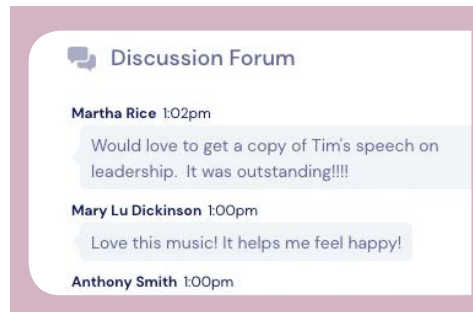 Discussion Forum
Martha Rice 1:02pm
Would love to get a copy of Tim's speech on
leadership. It was outstanding!!!!
Mary Lu Dickinson 1:00pm
Love this music! It helps me feel happy!
Anthony Smith 1:00pm